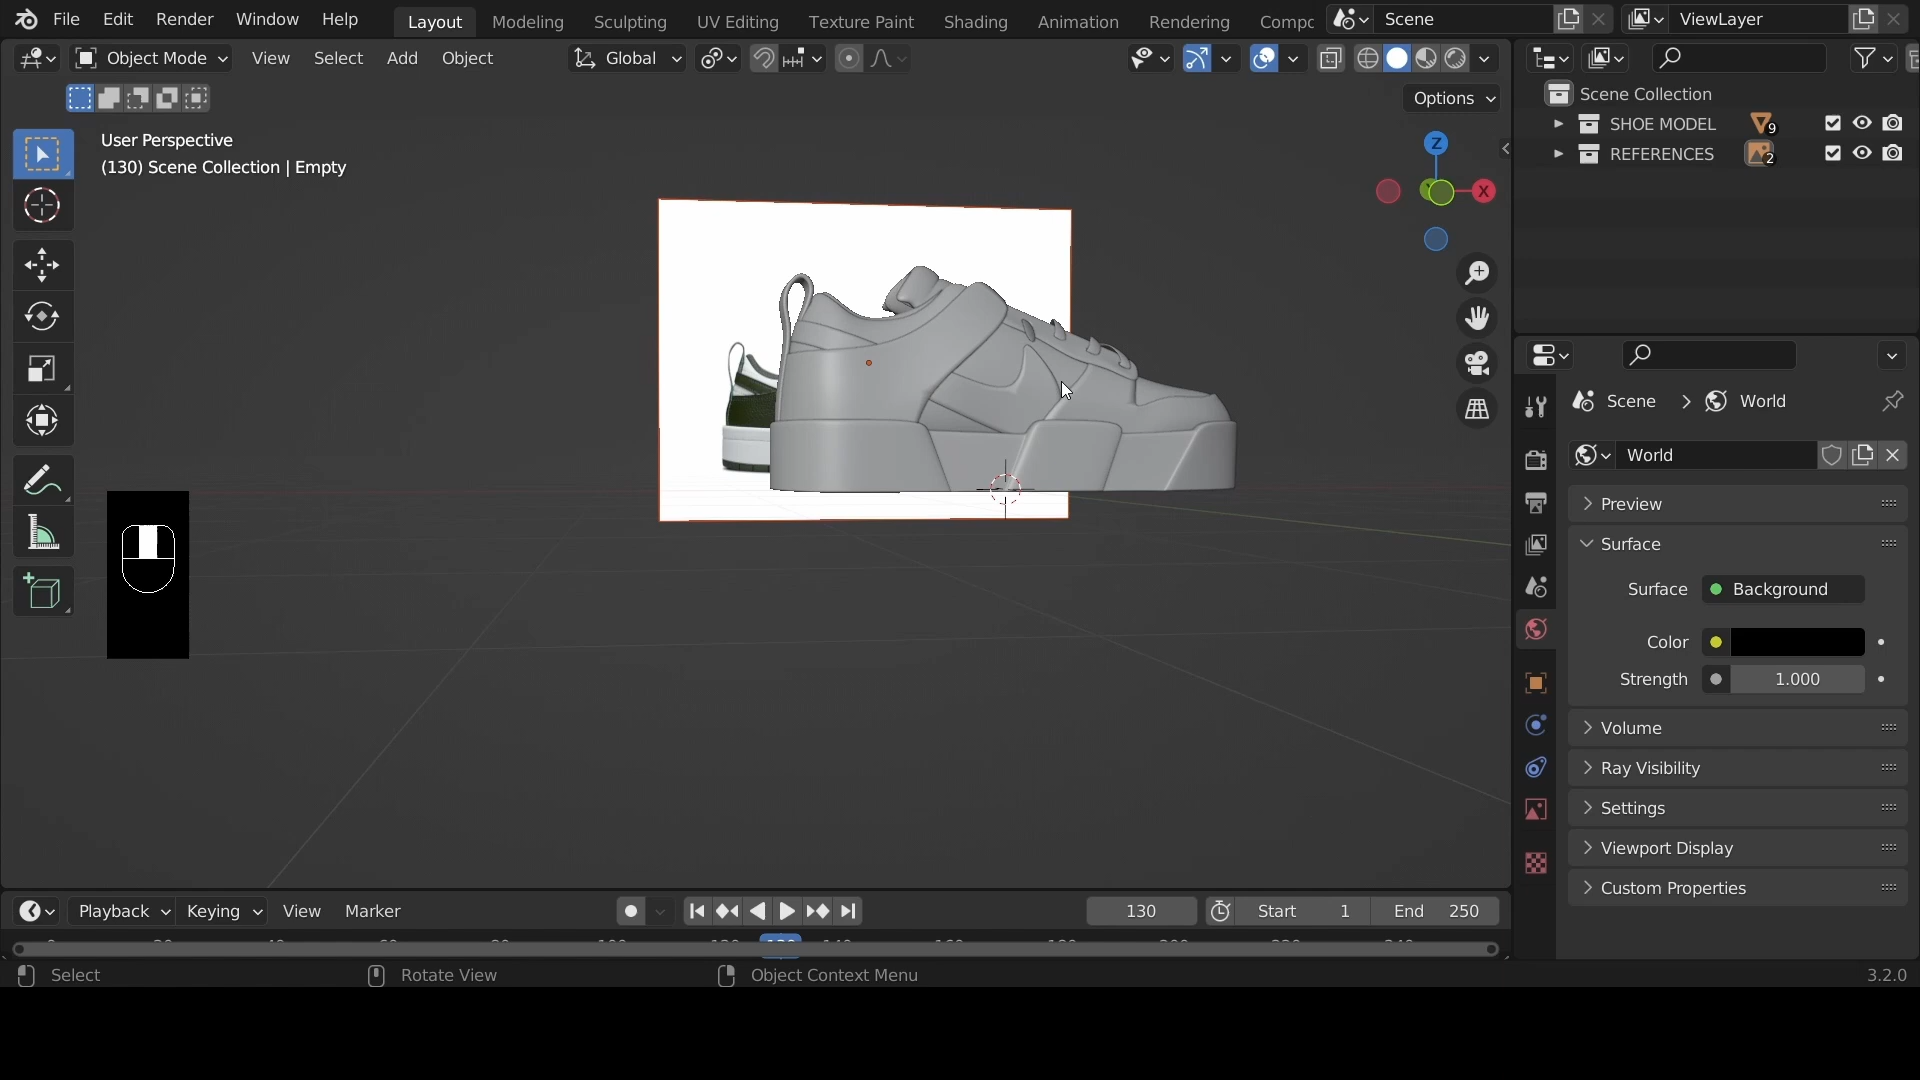 File Edit Render Window Help Layout Modeling Sculpting UV Editing Texture Paint Shading Animation Rendering Compo Scene ViewLayer
Object Mode View Select Add Object Global
Options
User Perspective
(130) Scene Collection | Empty
Z
X
Scene Collection
SHOE MODEL 9
REFERENCES 2
Scene > World
World
Preview
Surface
Surface Background
Color
Strength 1.000
Volume
Ray Visibility
Settings
Viewport Display
Custom Properties
Playback Keying View Marker 130 Start 1 End 250
Select Rotate View Object Context Menu 3.2.0